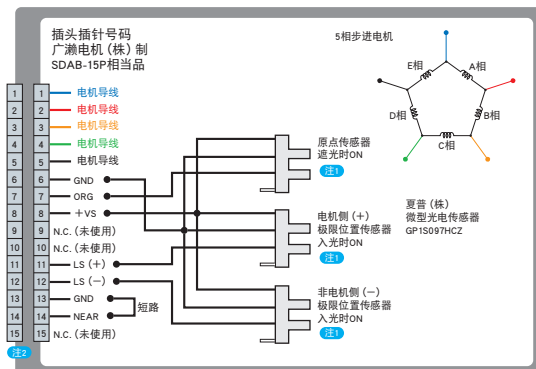 插头插针号码
广濑电机（株）制
SDAB-15P相当品
1 1 电机导线
2 2 电机导线
3 3 电机导线
4 4 电机导线
5 5 电机导线
6 6 GND
7 7 ORG
8 8 +VS
9 9 N.C.（未使用）
10 10 N.C.（未使用）
11 11 LS（+）
12 12 LS（−）
13 13 GND
14 14 NEAR
短路
15 15 N.C.（未使用）
注2
原点传感器
遮光时ON
注1
电机侧（+）
极限位置传感器
入光时ON
注1
非电机侧（−）
极限位置传感器
入光时ON
注1
5相步进电机
E相
A相
D相
B相
C相
夏普（株）
微型光电传感器
GP1S097HCZ